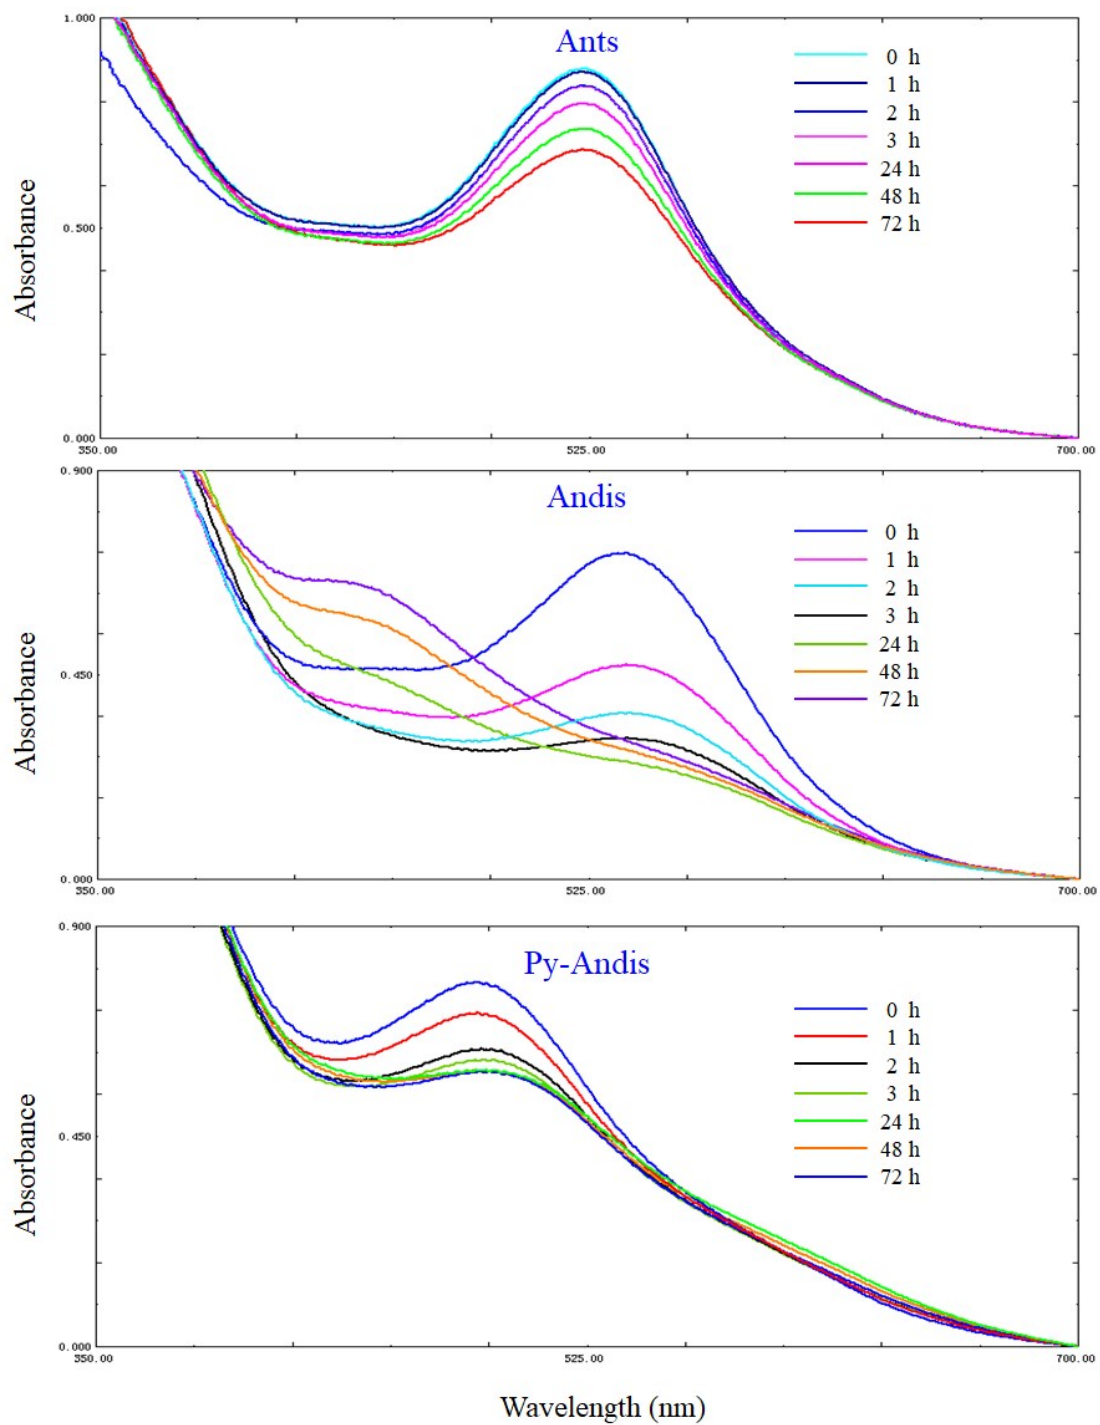 1.000
Ants
0 h
1 h
2 h
3 h
24 h
48 h
72 h
Absorbance
0.500
0.000
350.00
525.00
700.00
0.900
Andis
0 h
1 h
2 h
3 h
24 h
48 h
72 h
Absorbance
0.450
0.000
350.00
525.00
700.00
0.900
Py-Andis
0 h
1 h
2 h
3 h
24 h
48 h
72 h
Absorbance
0.450
0.000
350.00
525.00
700.00
Wavelength (nm)